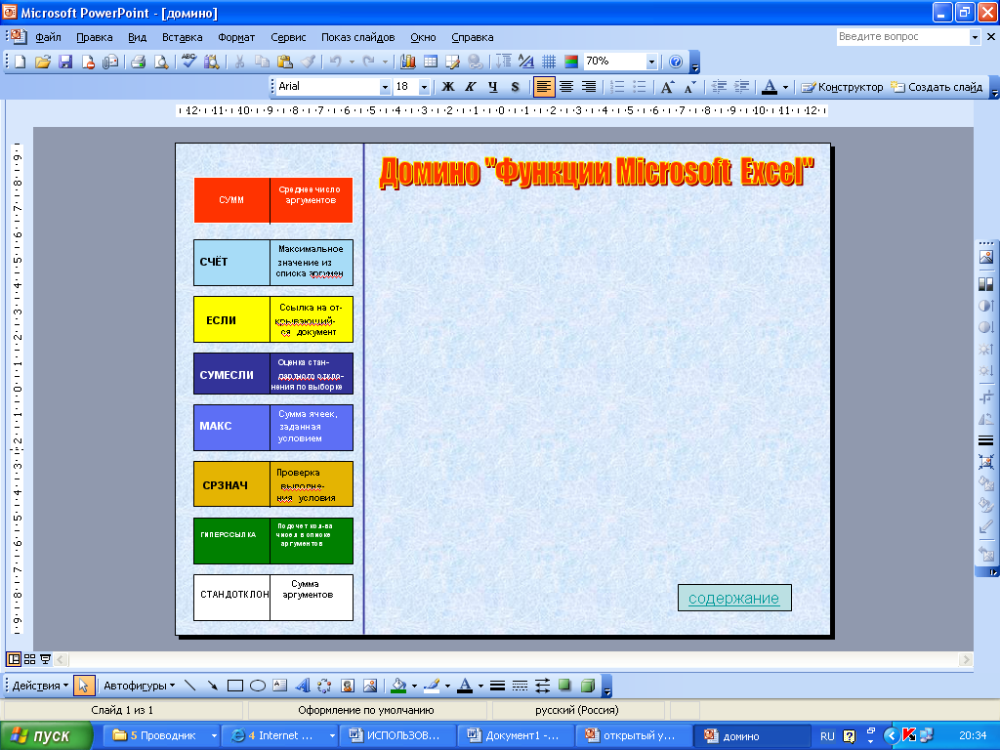 Microsoft PowerPoint - [домино]
Файл Правка Вид Вставка Формат Сервис Показ слайдов Окно Справка
Введите вопрос
70%
Arial 18 Ж К Ч S
Конструктор Создать слайд
12 11 10 9 8 7 6 5 4 3 2 1 0 1 2 3 4 5 6 7 8 9 10 11 12
9 8 7 6 5 4 3 2 1 0 1 2 3 4 5 6 7 8 9
Домино "Функции Microsoft Excel"
СУММ
Среднее число
аргументов
СЧЁТ
Максимальное
значение из
списка аргумен
ЕСЛИ
Ссылка на от-
крывающий-
ся документ
СУМЕСЛИ
Оценка стан-
дартного откло-
нения по выборке
МАКС
Сумма ячеек,
заданная
условием
СРЗНАЧ
Проверка
выполне-
ния условия
ГИПЕРССЫЛКА
Подсчет кол-ва
чисел в списке
аргументов
СТАНДОТКЛОН
Сумма
аргументов
содержание
Действия Автофигуры
Слайд 1 из 1 Оформление по умолчанию русский (Россия)
пуск 5 Проводник 4 Internet ... ИСПОЛЬЗОВ... Документ1 -... открытый у... домино RU 20:34